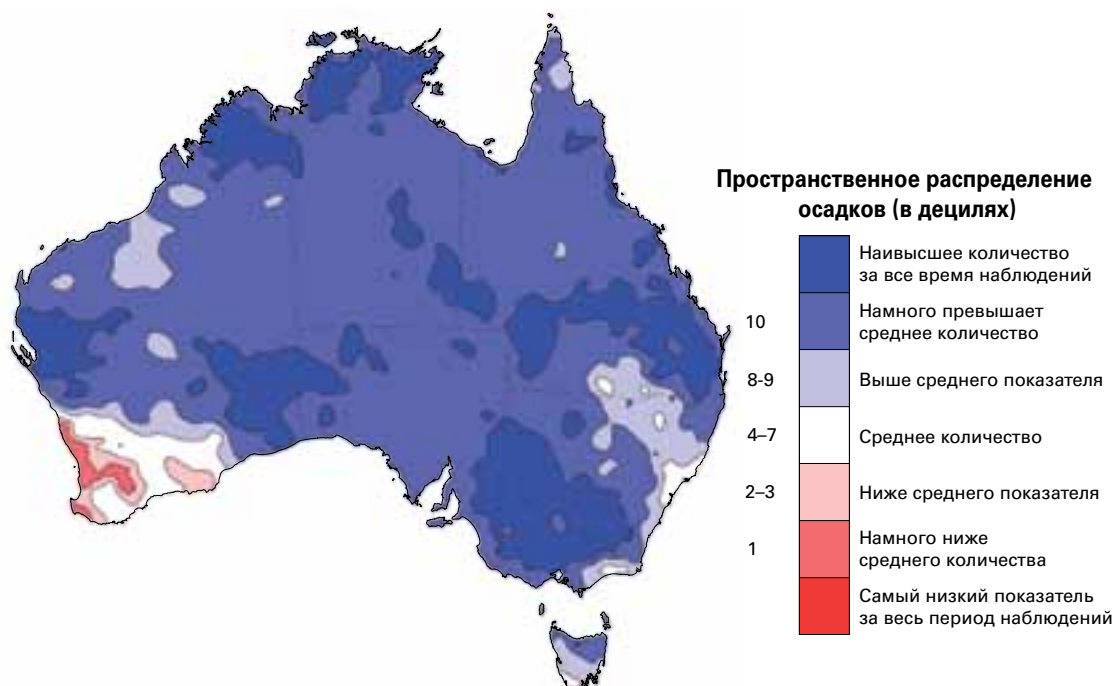 Пространственное распределение
осадков (в децилях)
Наивысшее количество
за все время наблюдений
10
Намного превышает
среднее количество
8-9
Выше среднего показателя
4–7
Среднее количество
2–3
Ниже среднего показателя
1
Намного ниже
среднего количества
Самый низкий показатель
за весь период наблюдений